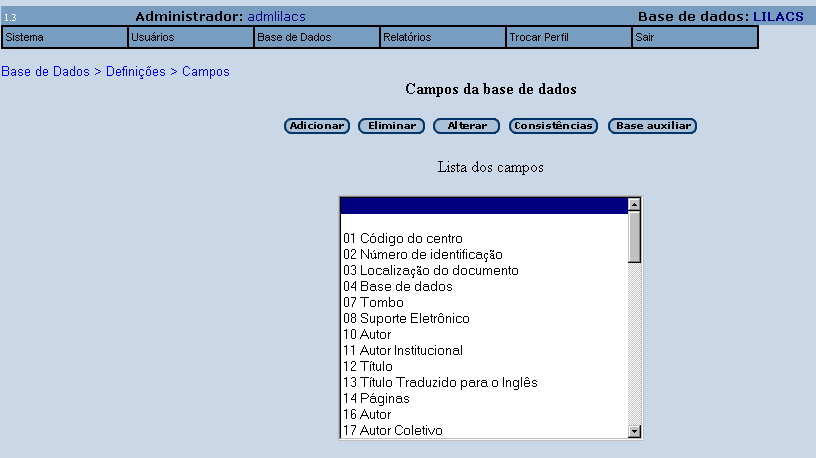 1.3 Administrador: admlilacs Base de dados: LILACS
Sistema Usuários Base de Dados Relatórios Trocar Perfil Sair
Base de Dados > Definições > Campos
Campos da base de dados
Adicionar Eliminar Alterar Consistências Base auxiliar
Lista dos campos
01 Código do centro
02 Número de identificação
03 Localização do documento
04 Base de dados
07 Tombo
08 Suporte Eletrônico
10 Autor
11 Autor Institucional
12 Título
13 Título Traduzido para o Inglês
14 Páginas
16 Autor
17 Autor Coletivo